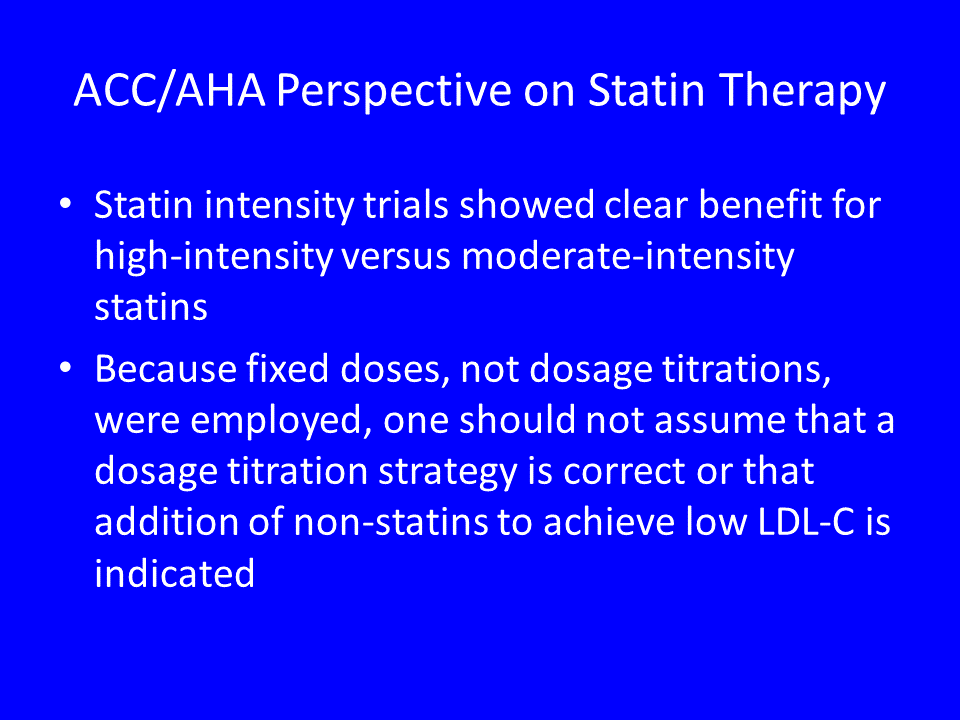 ACC/AHA Perspective on Statin Therapy
• Statin intensity trials showed clear benefit for
high-intensity versus moderate-intensity
statins
• Because fixed doses, not dosage titrations,
were employed, one should not assume that a
dosage titration strategy is correct or that
addition of non-statins to achieve low LDL-C is
indicated